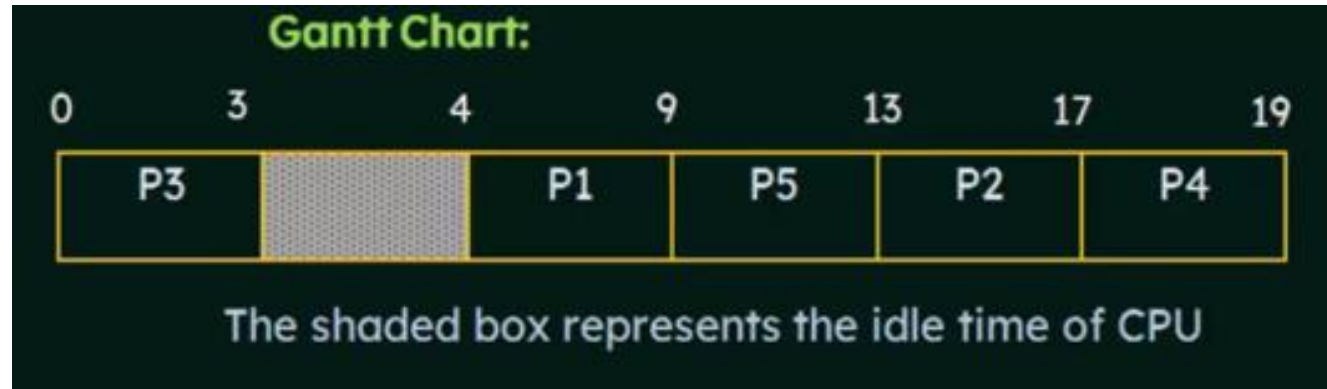 Gantt Chart:
0 3 4 9 13 17 19
P3 P1 P5 P2 P4
The shaded box represents the idle time of CPU